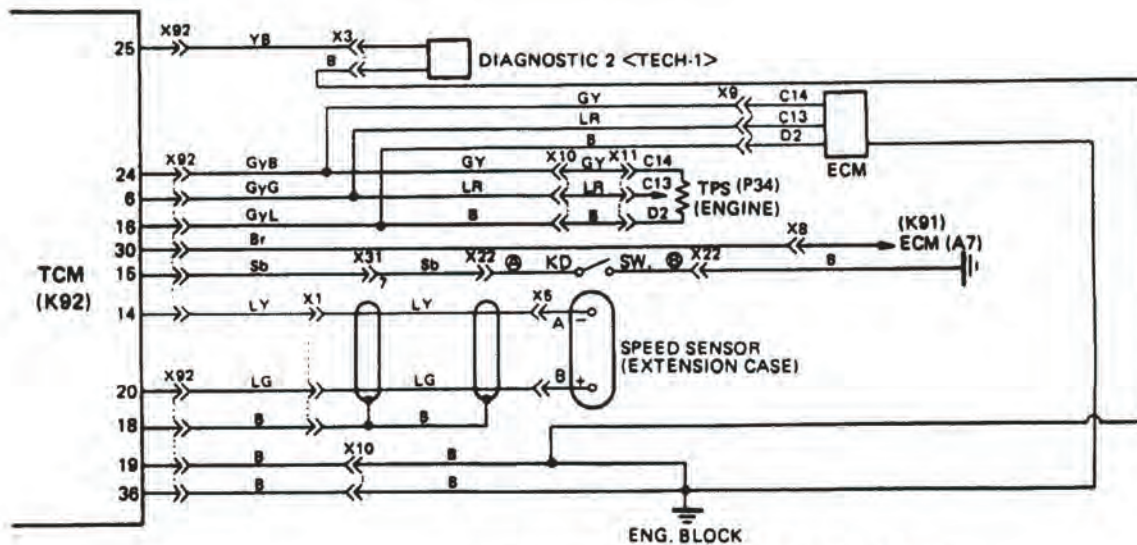 25 X92 YB X3 DIAGNOSTIC 2 <TECH-1>
B
GY X9 C14
LR C13
B D2
ECM
24 X92 GyB GY X10 GY X11 C14
6 GyG LR LR C13 TPS (P34)
16 GyL B B D2 (ENGINE)
30 Br X8 (K91)
ECM (A7)
TCM
(K92)
15 Sb X31 Sb X22 A KD SW. B X22 B
14 LY X1 LY X5 A −
SPEED SENSOR
(EXTENSION CASE)
20 X92 LG LG B +
18 B B
19 B X10 B
36 B B
ENG. BLOCK